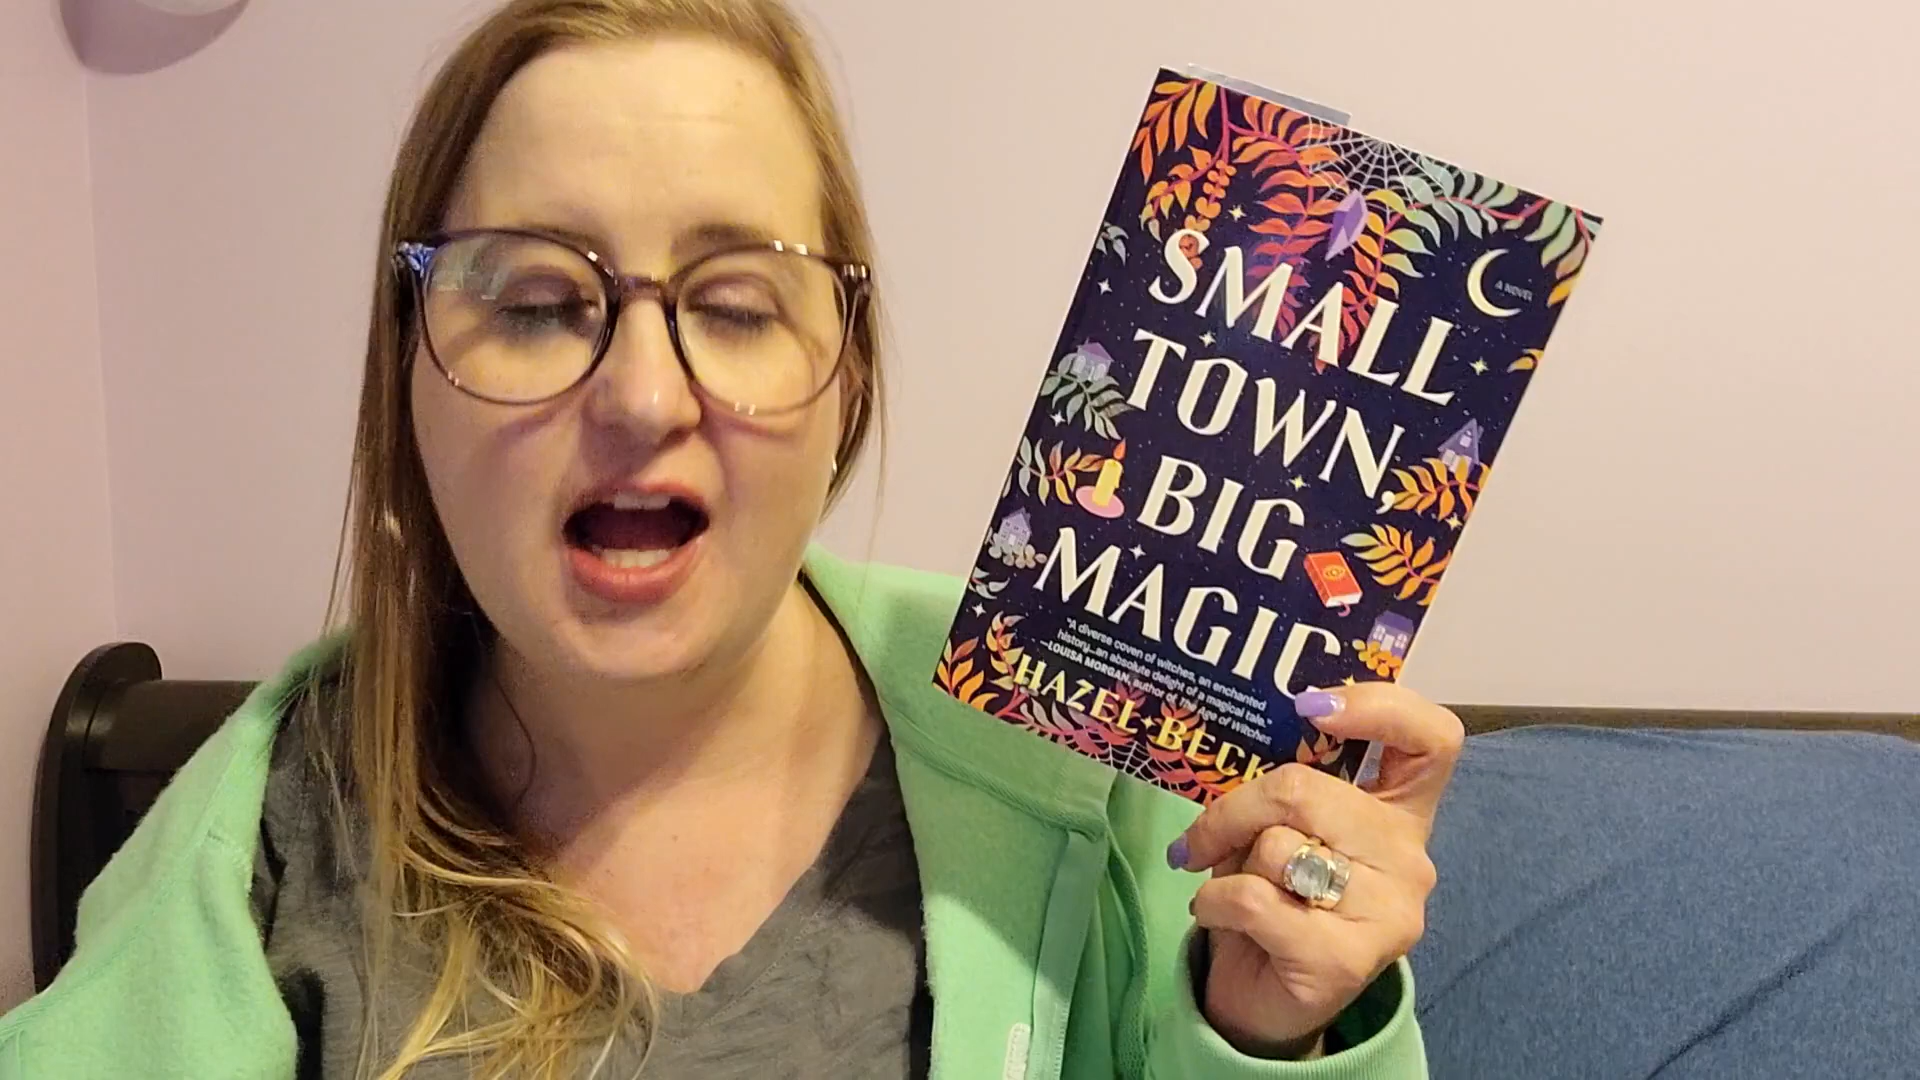 A NOVEL
SMALL
TOWN,
BIG
MAGIC
"A diverse coven of witches, an enchanted
history...an absolute delight of a magical tale."
—LOUISA MORGAN, author of The Age of Witches
HAZEL BECK